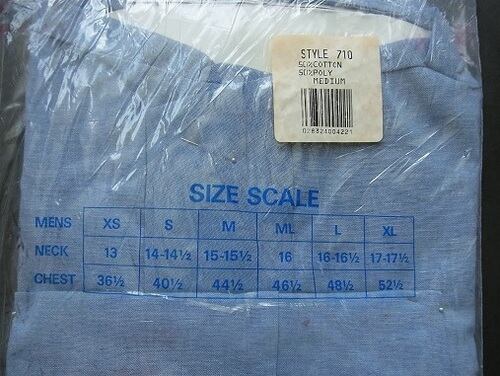 STYLE 710
50%COTTON
50%POLY
MEDIUM
028324004221
SIZE SCALE
MENS XS S M ML L XL
NECK 13 14-14½ 15-15½ 16 16-16½ 17-17½
CHEST 36½ 40½ 44½ 46½ 48½ 52½